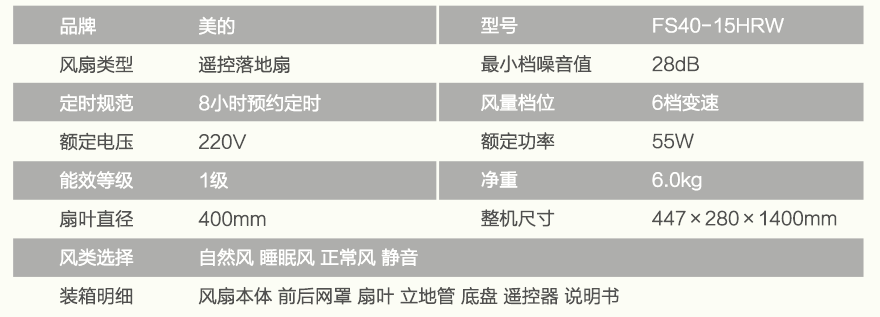 品牌 美的 型号 FS40-15HRW
风扇类型 遥控落地扇 最小档噪音值 28dB
定时规范 8小时预约定时 风量档位 6档变速
额定电压 220V 额定功率 55W
能效等级 1级 净重 6.0kg
扇叶直径 400mm 整机尺寸 447×280×1400mm
风类选择 自然风 睡眠风 正常风 静音
装箱明细 风扇本体 前后网罩 扇叶 立地管 底盘 遥控器 说明书